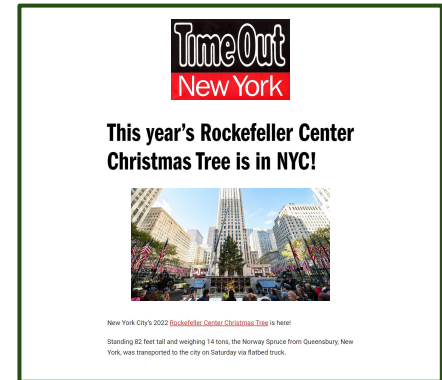 Time Out
New York
This year's Rockefeller Center
Christmas Tree is in NYC!
New York City's 2022 Rockefeller Center Christmas Tree is here!
Standing 82 feet tall and weighing 14 tons, the Norway Spruce from Queensbury, New
York, was transported to the city on Saturday via flatbed truck.